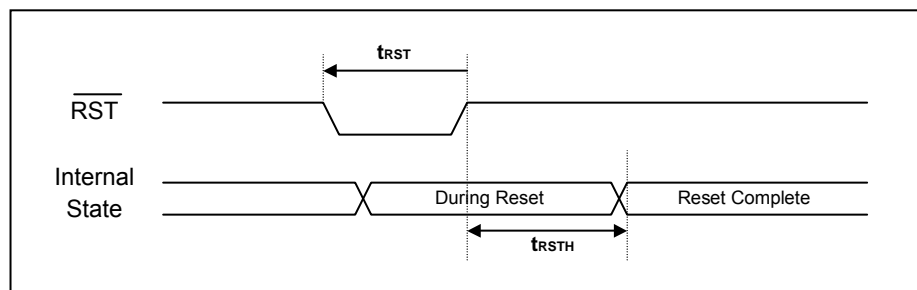 tRST
RST
Internal
State
During Reset
Reset Complete
tRSTH